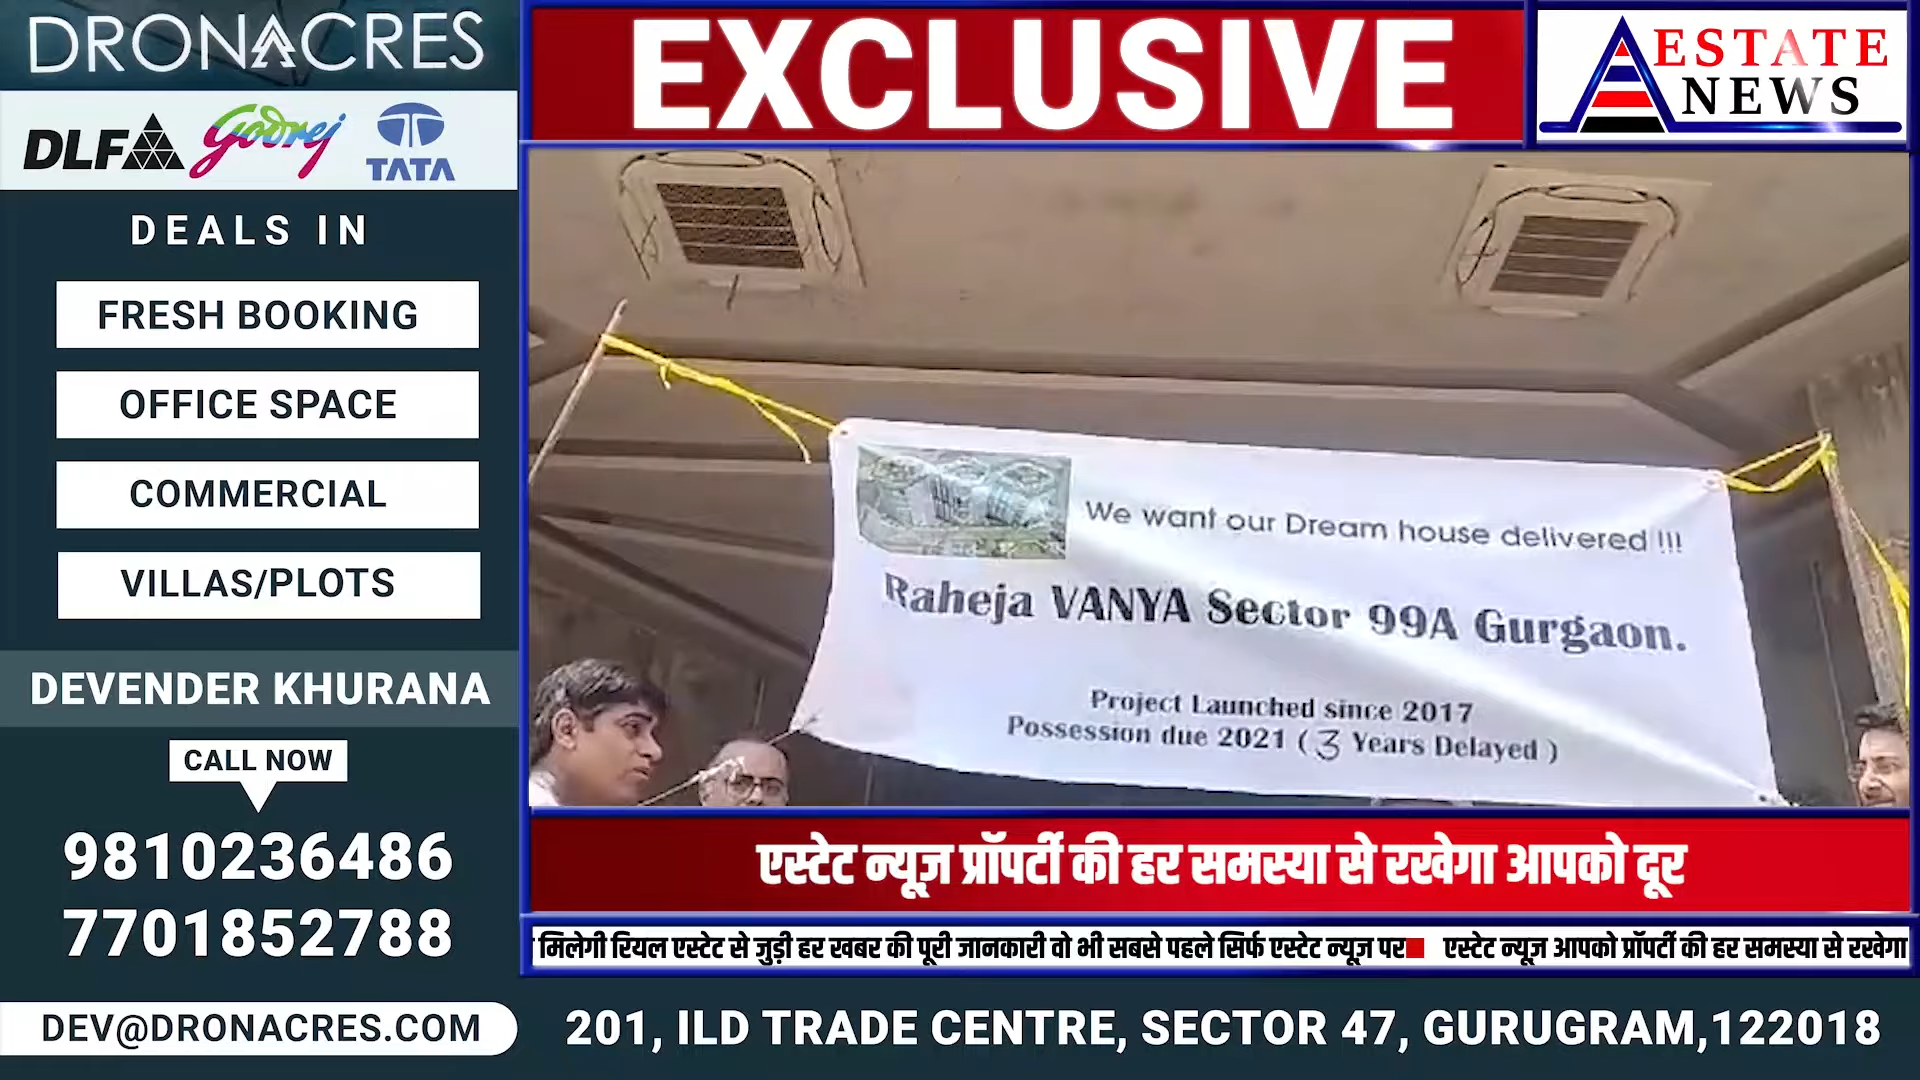 DRONACRES
DLF Godrej TATA
DEALS IN
FRESH BOOKING
OFFICE SPACE
COMMERCIAL
VILLAS/PLOTS
DEVENDER KHURANA
CALL NOW
9810236486
7701852788
DEV@DRONACRES.COM
EXCLUSIVE
ESTATE
NEWS
We want our Dream house delivered !!!
Raheja VANYA Sector 99A Gurgaon.
Project Launched since 2017
Possession due 2021 ( 3 Years Delayed )
एस्टेट न्यूज़ प्रॉपर्टी की हर समस्या से रखेगा आपको दूर
मिलेगी रियल एस्टेट से जुड़ी हर खबर की पूरी जानकारी वो भी सबसे पहले सिर्फ एस्टेट न्यूज़ पर एस्टेट न्यूज़ आपको प्रॉपर्टी की हर समस्या से रखेगा
201, ILD TRADE CENTRE, SECTOR 47, GURUGRAM,122018